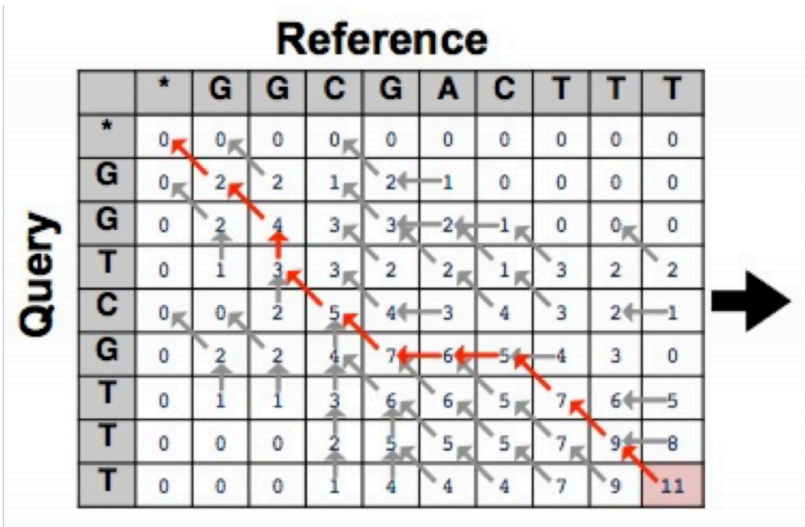 Reference
* G G C G A C T T T
Query
* 0 0 0 0 0 0 0 0 0 0
G 0 2 2 1 2 1 0 0 0 0
G 0 2 4 3 3 2 1 0 0 0
T 0 1 3 3 2 2 1 3 2 2
C 0 0 2 5 4 3 4 3 2 1
G 0 2 2 4 7 6 5 4 3 0
T 0 1 1 3 6 6 5 7 6 5
T 0 0 0 2 5 5 5 7 9 8
T 0 0 0 1 4 4 4 7 9 11